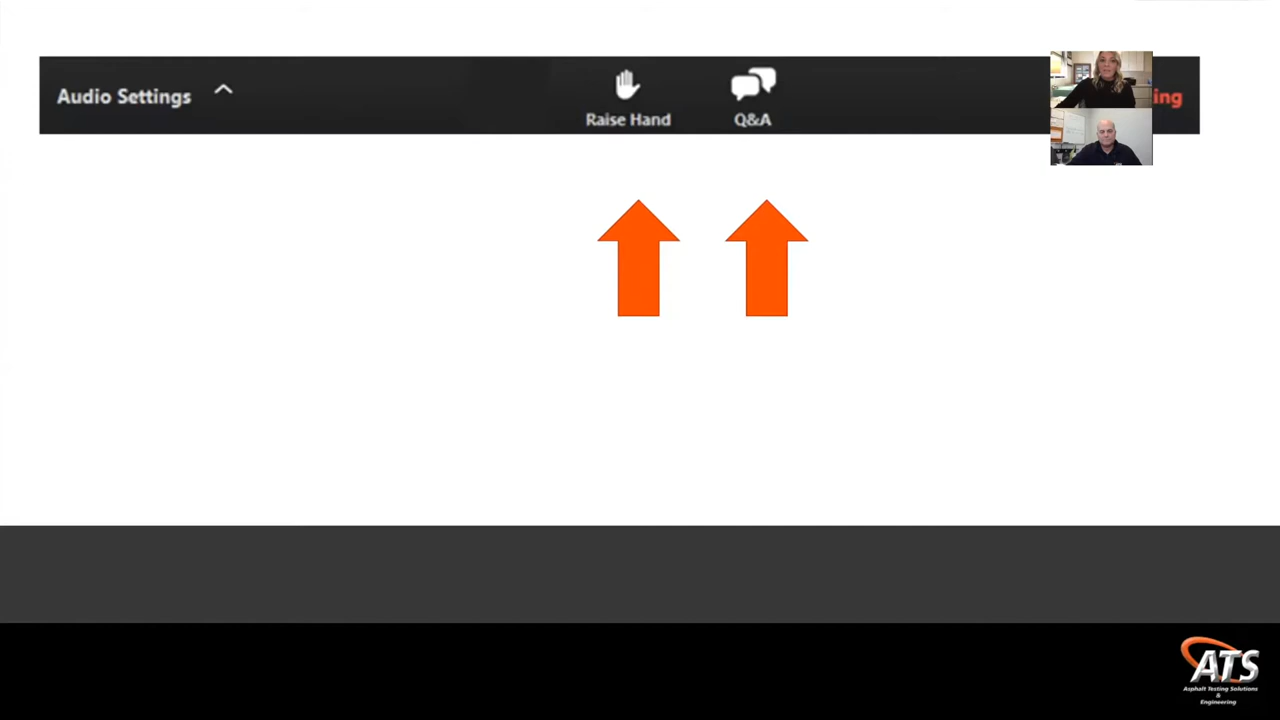 Audio Settings
Raise Hand
Q&A
ing
ATS
Asphalt Testing Solutions
&
Engineering